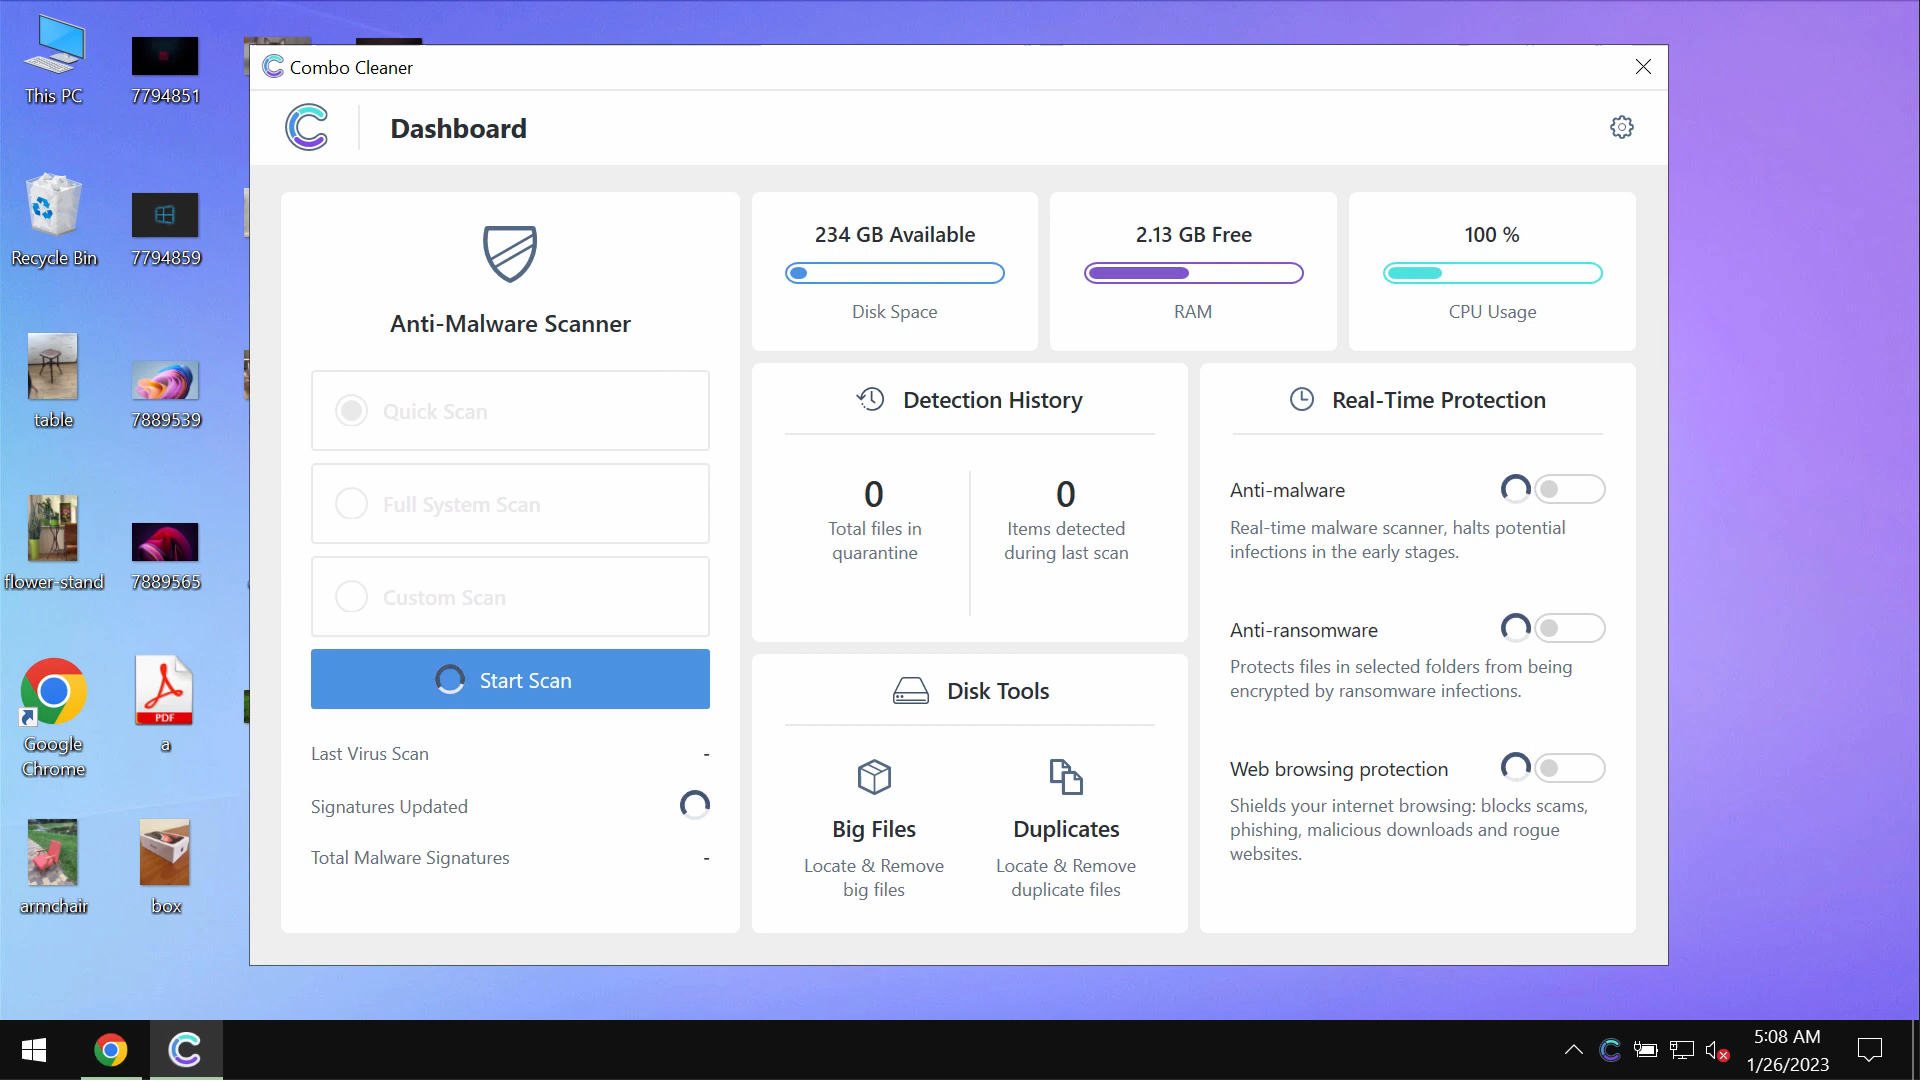 This PC
7794851
Recycle Bin
7794859
table
7889539
flower-stand
7889565
Google
Chrome
a
PDF
armchair
box
Combo Cleaner
Dashboard
Anti-Malware Scanner
Quick Scan
Full System Scan
Custom Scan
Start Scan
Last Virus Scan -
Signatures Updated
Total Malware Signatures -
234 GB Available
Disk Space
2.13 GB Free
RAM
100 %
CPU Usage
Detection History
0
Total files in
quarantine
0
Items detected
during last scan
Disk Tools
Big Files
Locate & Remove
big files
Duplicates
Locate & Remove
duplicate files
Real-Time Protection
Anti-malware
Real-time malware scanner, halts potential
infections in the early stages.
Anti-ransomware
Protects files in selected folders from being
encrypted by ransomware infections.
Web browsing protection
Shields your internet browsing: blocks scams,
phishing, malicious downloads and rogue
websites.
5:08 AM
1/26/2023